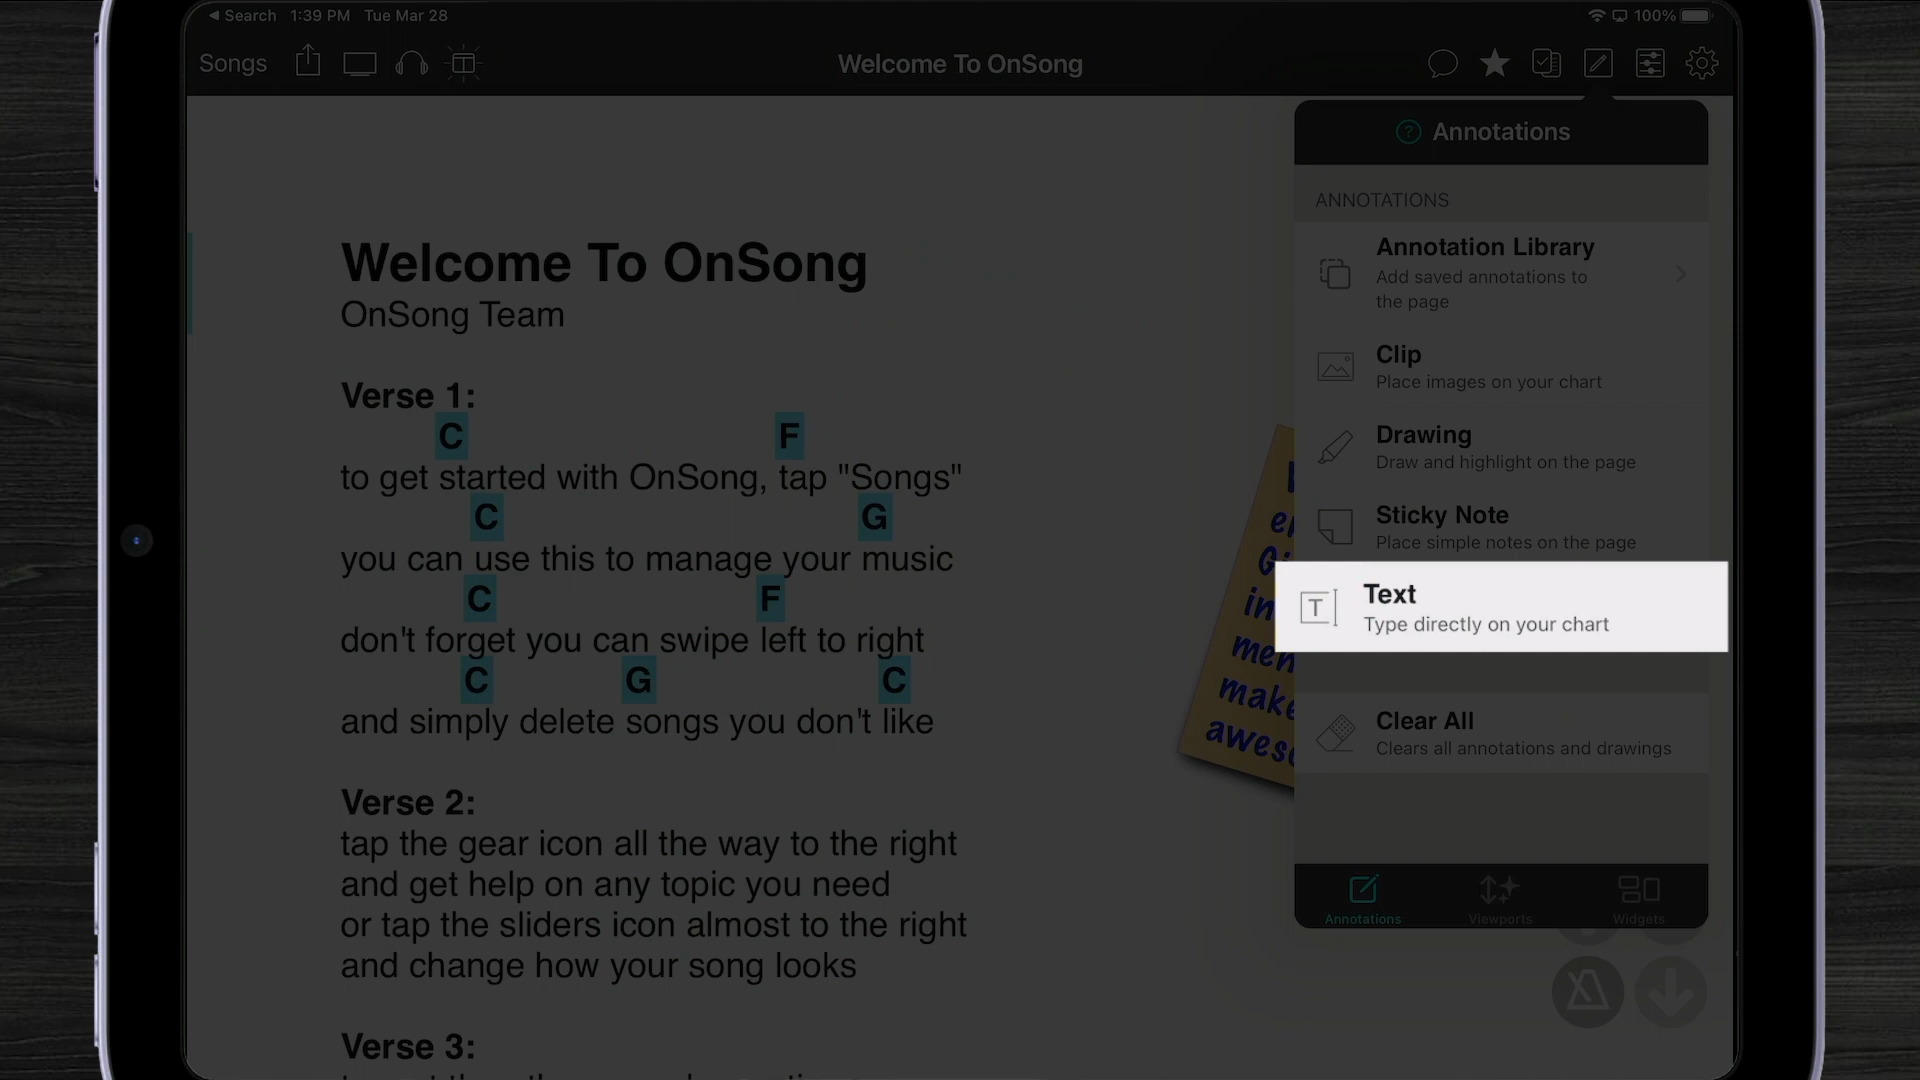 Search 1:39 PM Tue Mar 28 100%
Songs Welcome To OnSong
Welcome To OnSong
OnSong Team
Verse 1:
C F
to get started with OnSong, tap "Songs"
C G
you can use this to manage your music
C F
don't forget you can swipe left to right
C G C
and simply delete songs you don't like
Verse 2:
tap the gear icon all the way to the right
and get help on any topic you need
or tap the sliders icon almost to the right
and change how your song looks
Verse 3:
in
make
? Annotations
ANNOTATIONS
Annotation Library
Add saved annotations to
the page
Clip
Place images on your chart
Drawing
Draw and highlight on the page
Sticky Note
Place simple notes on the page
T Text
Type directly on your chart
Clear All
Clears all annotations and drawings
Annotations Viewports Widgets